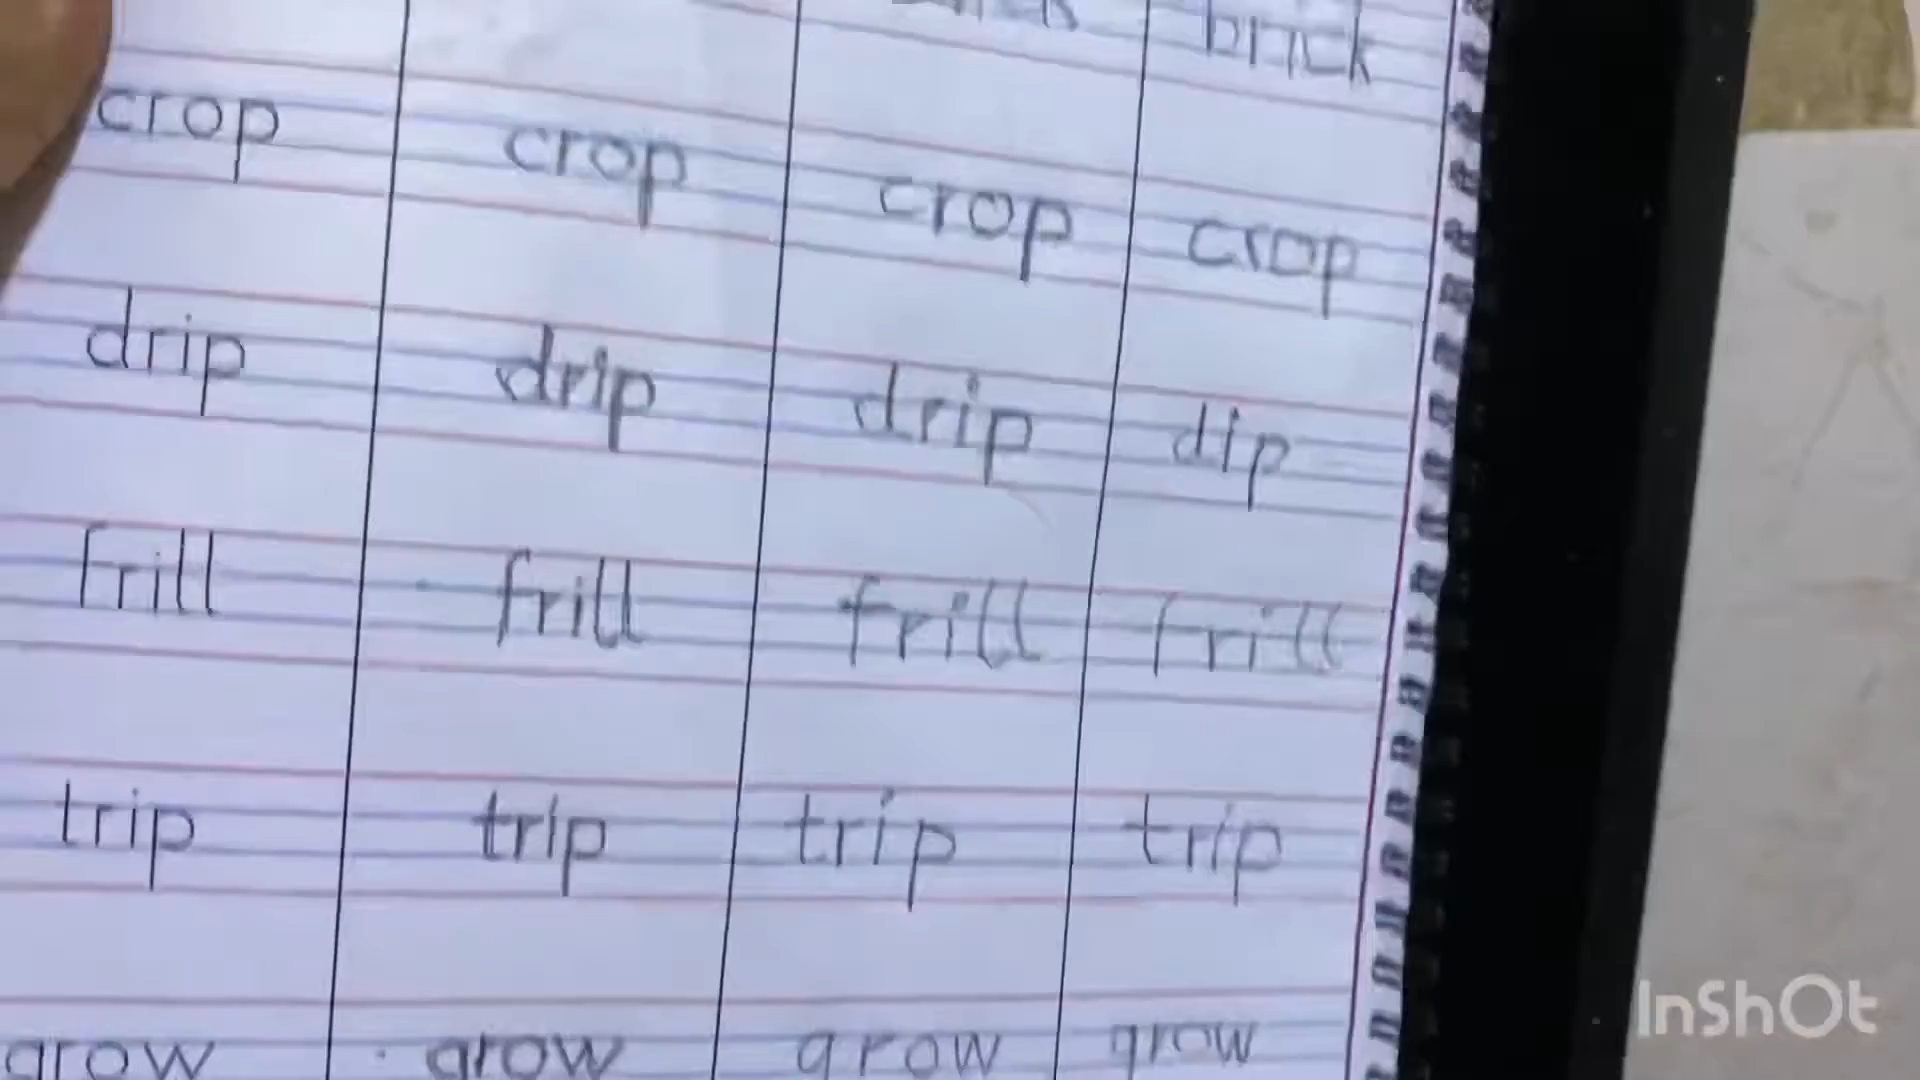 brick
crop crop crop crop
drip drip drip dip
frill frill frill frill
trip trip trip trip
grow grow grow grow
InShOt